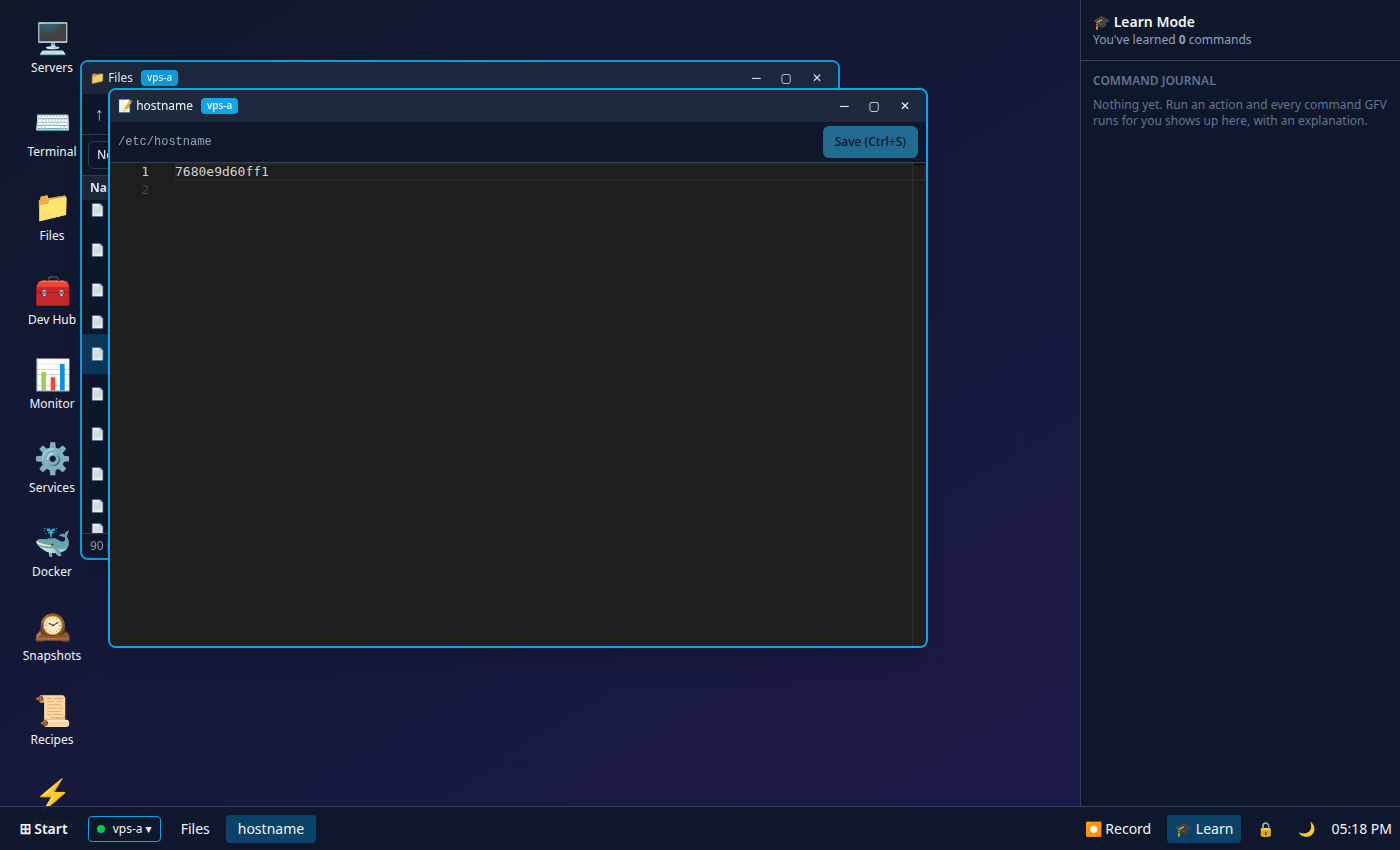 Servers
Terminal
Files
Dev Hub
Monitor
Services
Docker
Snapshots
Recipes
Files
vps-a
Na
90
hostname
vps-a
/etc/hostname
Save (Ctrl+S)
1 7680e9d60ff1
2
Learn Mode
You've learned 0 commands
COMMAND JOURNAL
Nothing yet. Run an action and every command GFV
runs for you shows up here, with an explanation.
Start
vps-a
Files
hostname
Record
Learn
05:18 PM